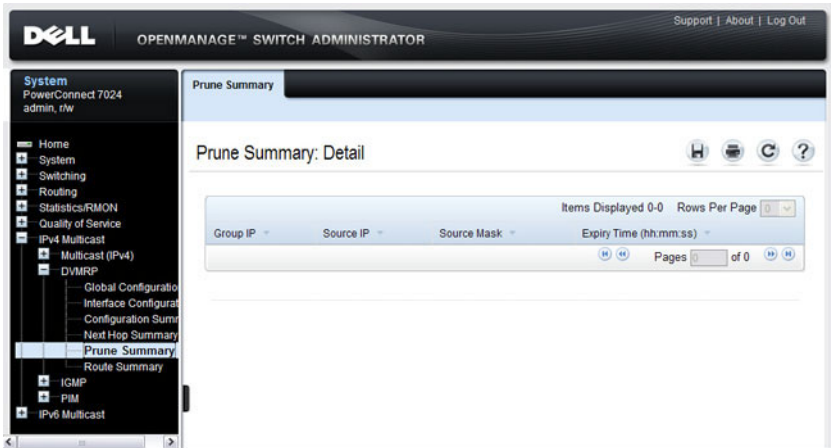 Support | About | Log Out
DELL
OPENMANAGE™ SWITCH ADMINISTRATOR
System
PowerConnect 7024
admin, r/w
Prune Summary
Home
System
Switching
Routing
Statistics/RMON
Quality of Service
IPv4 Multicast
Multicast (IPv4)
DVMRP
Global Configuratio
Interface Configurat
Configuration Sumr
Next Hop Summary
Prune Summary
Route Summary
IGMP
PIM
IPv6 Multicast
Prune Summary: Detail
Items Displayed 0-0 Rows Per Page 0
Group IP Source IP Source Mask Expiry Time (hh:mm:ss)
Pages 0 of 0